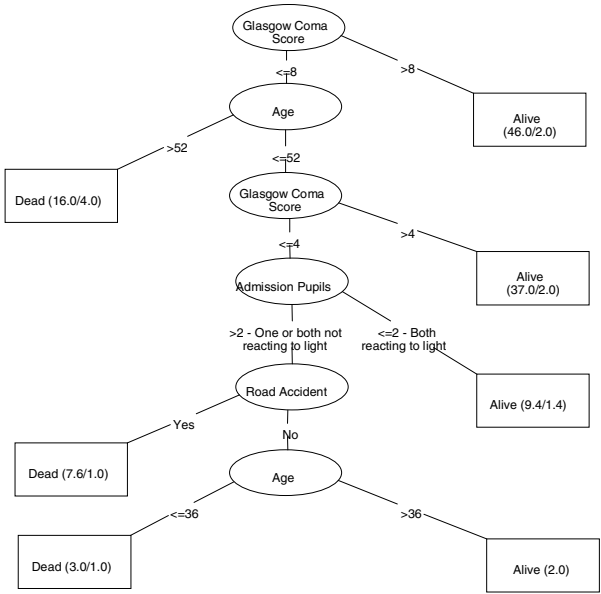 Glasgow Coma
Score
<=8
>8
Age
Alive
(46.0/2.0)
>52
<=52
Dead (16.0/4.0)
Glasgow Coma
Score
<=4
>4
Admission Pupils
Alive
(37.0/2.0)
>2 - One or both not
reacting to light
<=2 - Both
reacting to light
Road Accident
Alive (9.4/1.4)
Yes
No
Dead (7.6/1.0)
Age
<=36
>36
Dead (3.0/1.0)
Alive (2.0)